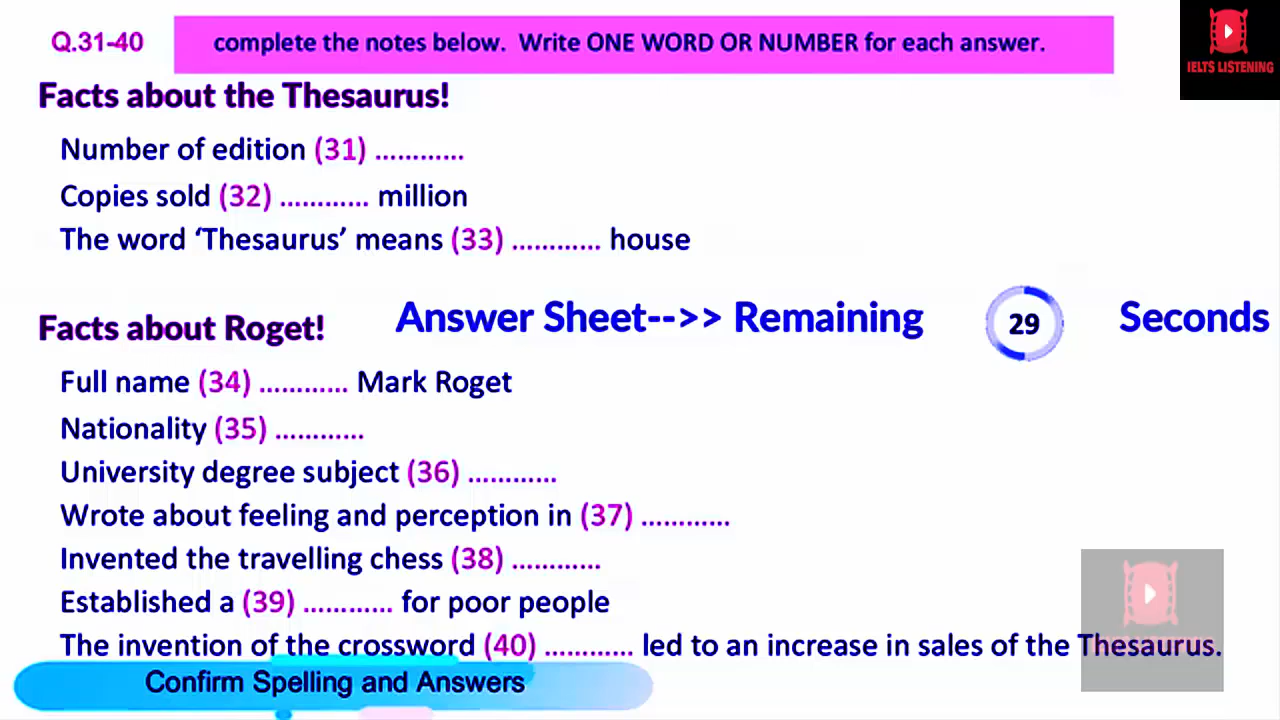 Q.31-40
complete the notes below. Write ONE WORD OR NUMBER for each answer.
IELTS LISTENING
Facts about the Thesaurus!
Number of edition (31) ............
Copies sold (32) ............ million
The word ‘Thesaurus’ means (33) ............ house
Answer Sheet-->> Remaining 29 Seconds
Facts about Roget!
Full name (34) ............ Mark Roget
Nationality (35) ............
University degree subject (36) ............
Wrote about feeling and perception in (37) ............
Invented the travelling chess (38) ............
Established a (39) ............ for poor people
The invention of the crossword (40) ............ led to an increase in sales of the Thesaurus.
Confirm Spelling and Answers